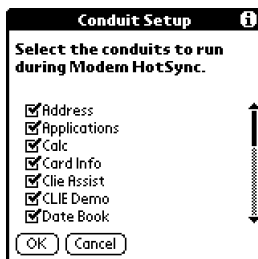 Conduit Setup
Select the conduits to run
during Modem HotSync.
Address
Applications
Calc
Card Info
Clie Assist
CLIE Demo
Date Book
OK Cancel